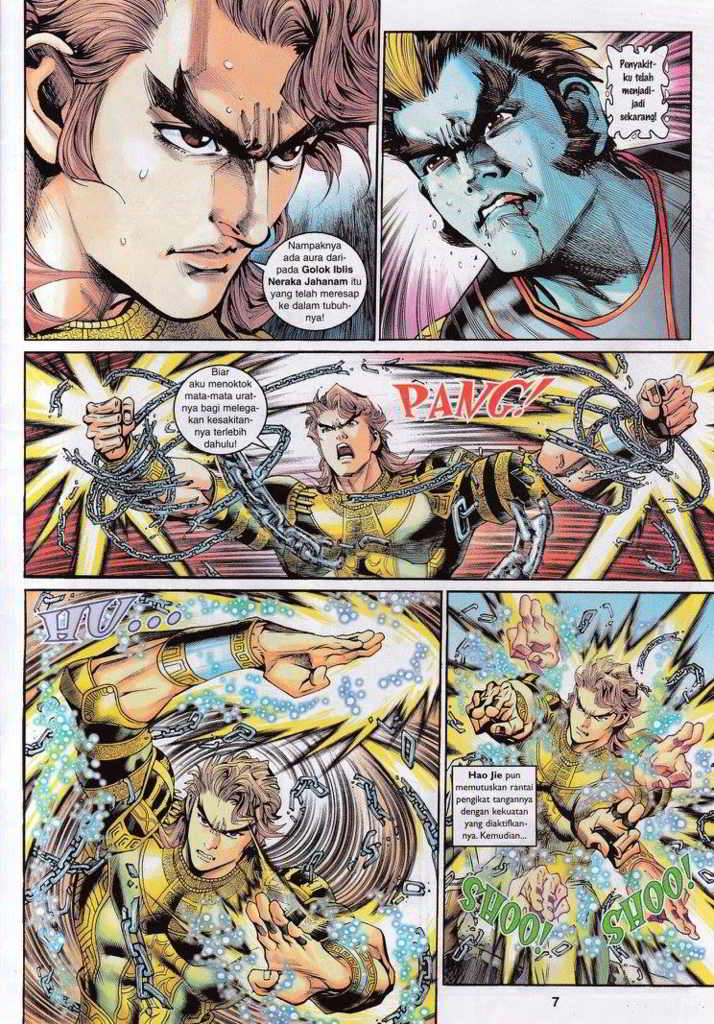 Nampaknya
ada aura dari-
pada Golok Iblis
Neraka Jahanam itu
yang telah meresap
ke dalam tubuh-
nya!
Penyakit-
ku telah
menjadi-
jadi
sekarang!
Biar
aku menoktok
mata-mata urat-
nya bagi melega-
kan kesakitan-
nya terlebih
dahulu!
PANG!
HU...
Hao Jie pun
memutuskan rantai
pengikat tangannya
dengan kekuatan
yang diaktifkan-
nya. Kemudian...
SHOO!
SHOO!
7